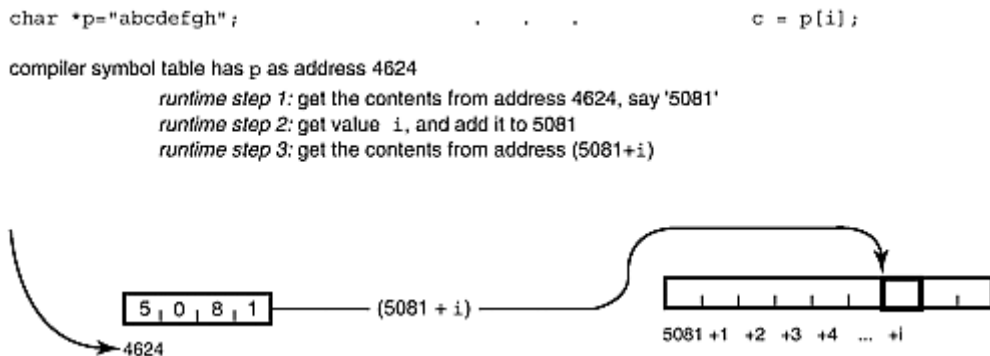 char *p="abcdefgh"; . . . c = p[i];
compiler symbol table has p as address 4624
runtime step 1: get the contents from address 4624, say '5081'
runtime step 2: get value i, and add it to 5081
runtime step 3: get the contents from address (5081+i)
5 0 8 1 (5081 + i)
4624
5081 +1 +2 +3 +4 ... +i